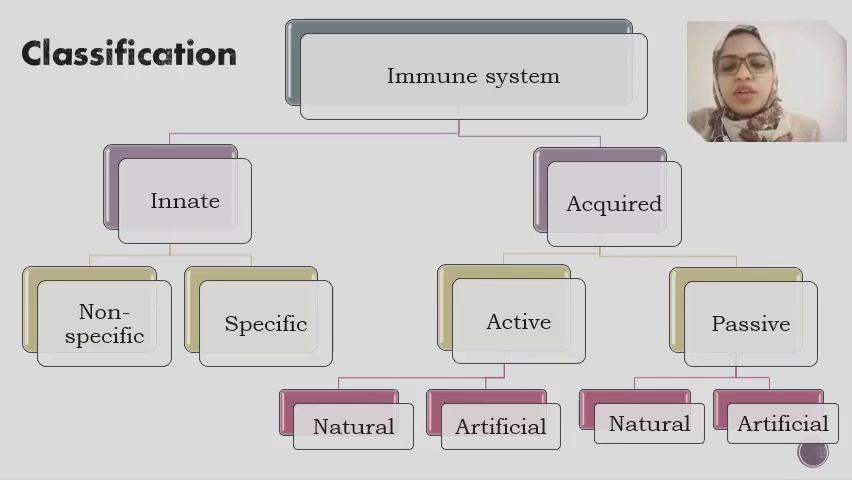 Classification
Immune system
Innate
Acquired
Non-
specific
Specific
Active
Passive
Natural
Artificial
Natural
Artificial